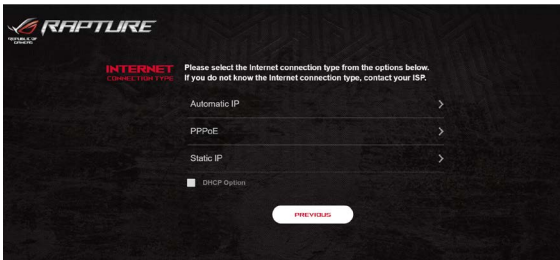 RAPTURE
REPUBLIC OF
GAMERS
INTERNET
CONNECTION TYPE
Please select the Internet connection type from the options below.
If you do not know the Internet connection type, contact your ISP.
Automatic IP
PPPoE
Static IP
DHCP Option
PREVIOUS